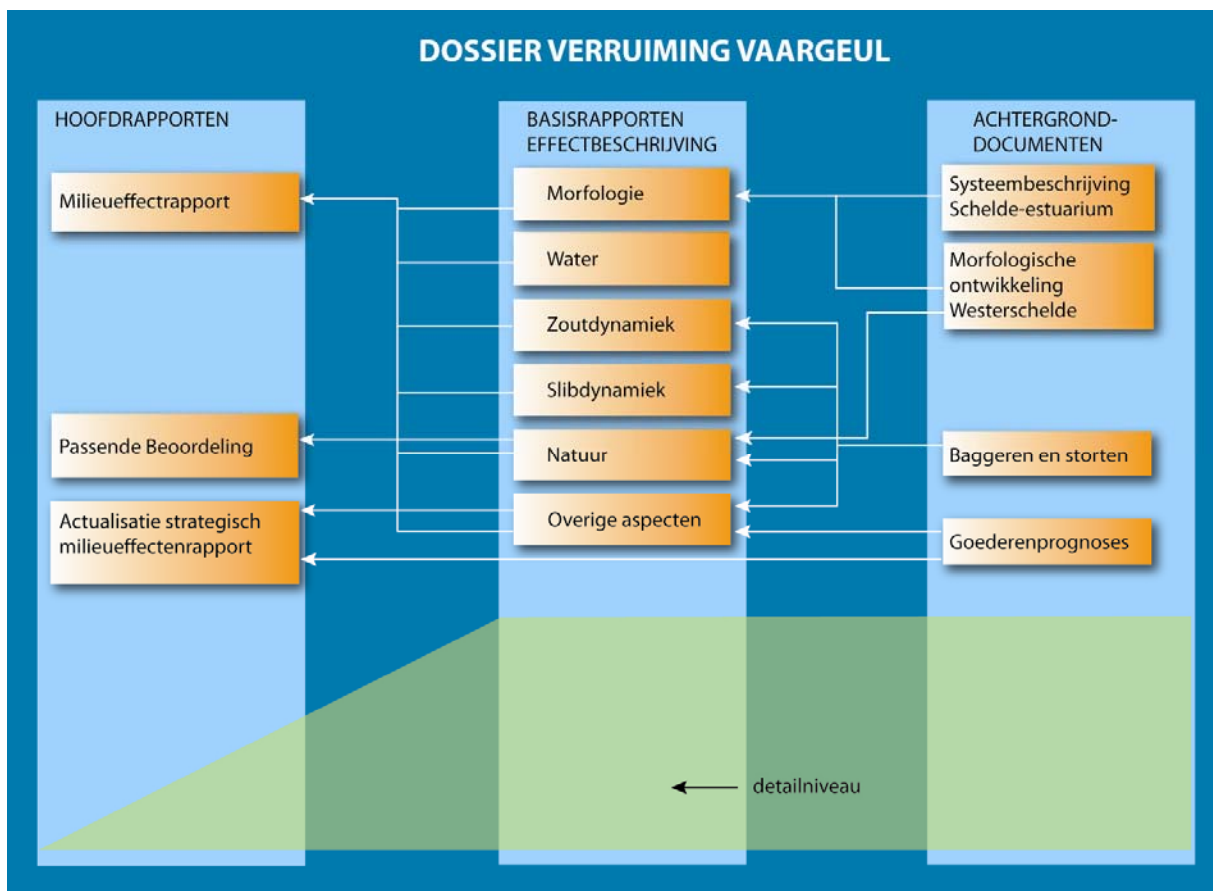 DOSSIER VERRUIMING VAARGEUL
HOOFDRAPPORTEN
Milieueffectrapport
Passende Beoordeling
Actualisatie strategisch
milieueffectenrapport
BASISRAPPORTEN
EFFECTBESCHRIJVING
Morfologie
Water
Zoutdynamiek
Slibdynamiek
Natuur
Overige aspecten
ACHTERGROND-
DOCUMENTEN
Systeembeschrijving
Schelde-estuarium
Morfologische
ontwikkeling
Westerschelde
Baggeren en storten
Goederenprognoses
detailniveau